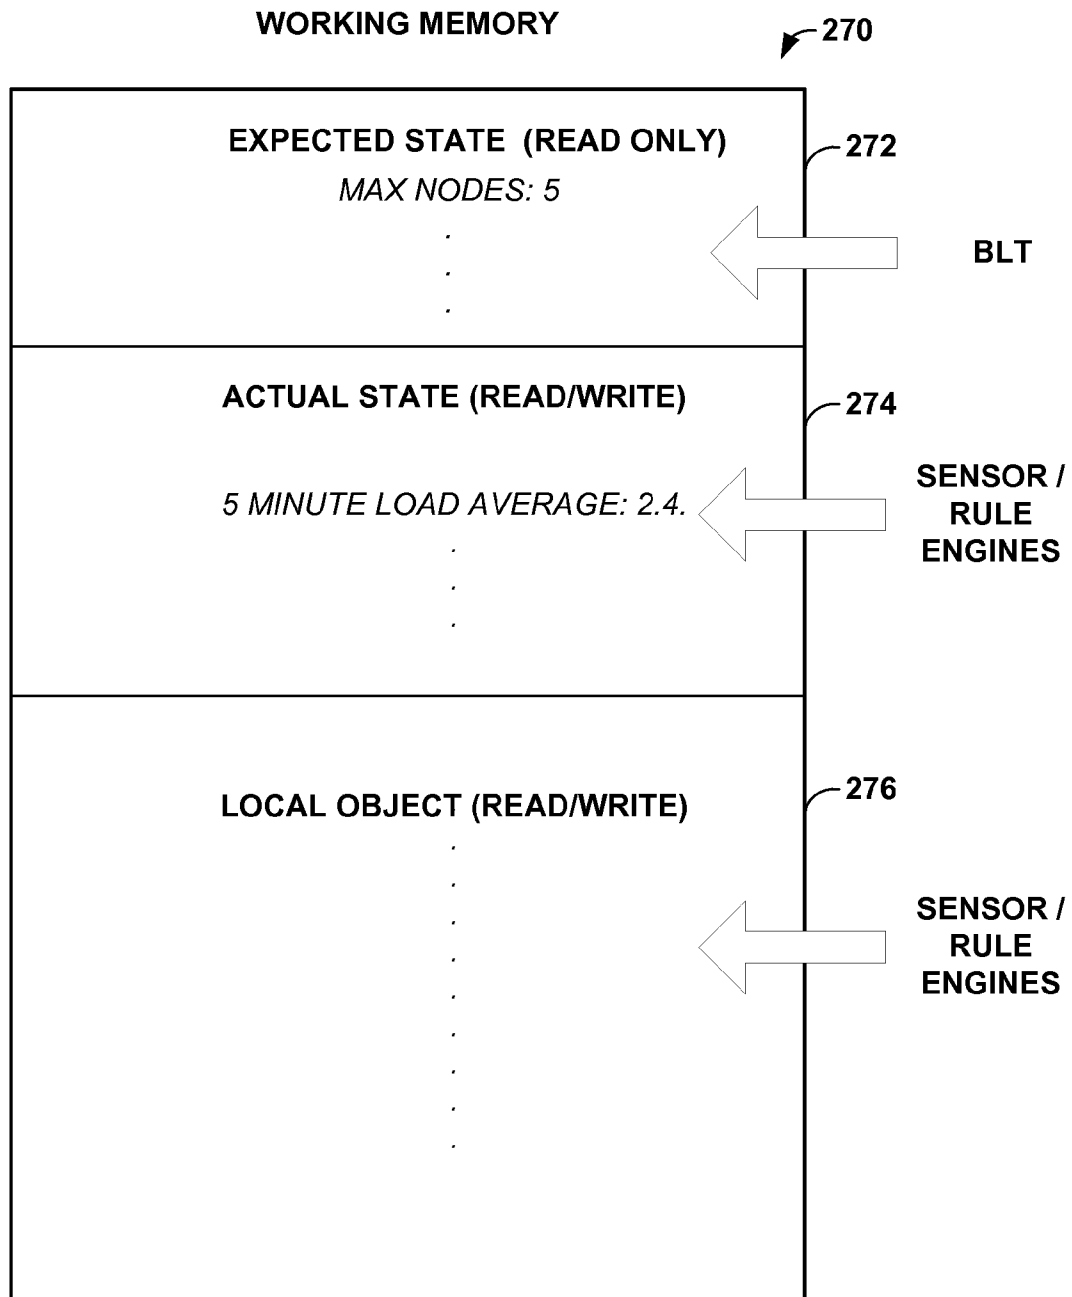 WORKING MEMORY
270
EXPECTED STATE (READ ONLY)
272
MAX NODES: 5
.
.
.
BLT
ACTUAL STATE (READ/WRITE)
274
5 MINUTE LOAD AVERAGE: 2.4.
.
.
.
SENSOR /
RULE
ENGINES
LOCAL OBJECT (READ/WRITE)
276
.
.
.
.
.
.
.
.
.
SENSOR /
RULE
ENGINES